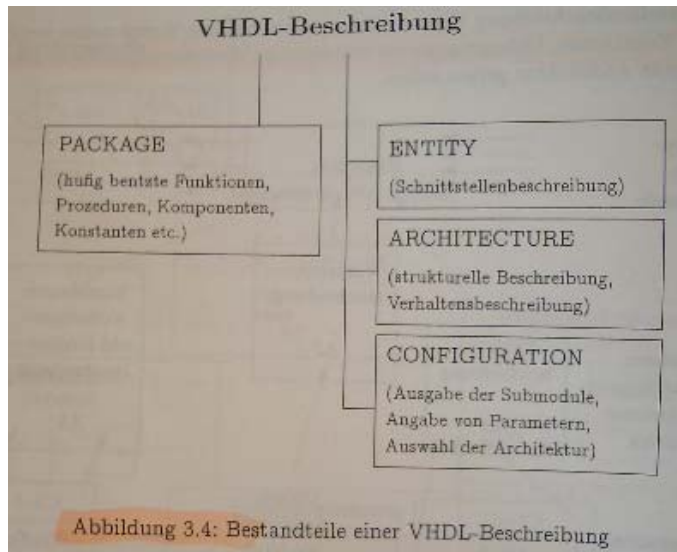 VHDL-Beschreibung
PACKAGE
(hufig bentzte Funktionen,
Prozeduren, Komponenten,
Konstanten etc.)
ENTITY
(Schnittstellenbeschreibung)
ARCHITECTURE
(strukturelle Beschreibung,
Verhaltensbeschreibung)
CONFIGURATION
(Ausgabe der Submodule,
Angabe von Parametern,
Auswahl der Architektur)
Abbildung 3.4: Bestandteile einer VHDL-Beschreibung